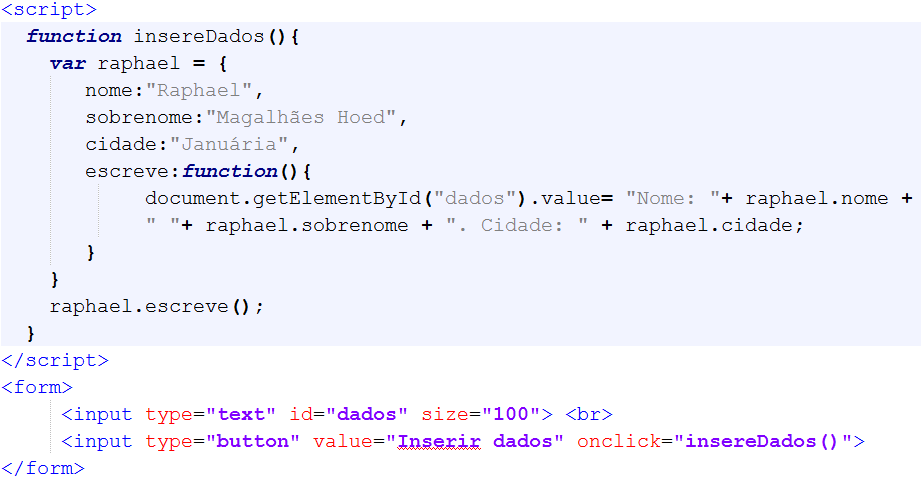 <script>
function insereDados(){
var raphael = {
nome:"Raphael",
sobrenome:"Magalhães Hoed",
cidade:"Januária",
escreve:function(){
document.getElementById("dados").value= "Nome: "+ raphael.nome +
" "+ raphael.sobrenome + ". Cidade: " + raphael.cidade;
}
}
raphael.escreve();
}
</script>
<form>
<input type="text" id="dados" size="100"> <br>
<input type="button" value="Inserir dados" onclick="insereDados()">
</form>